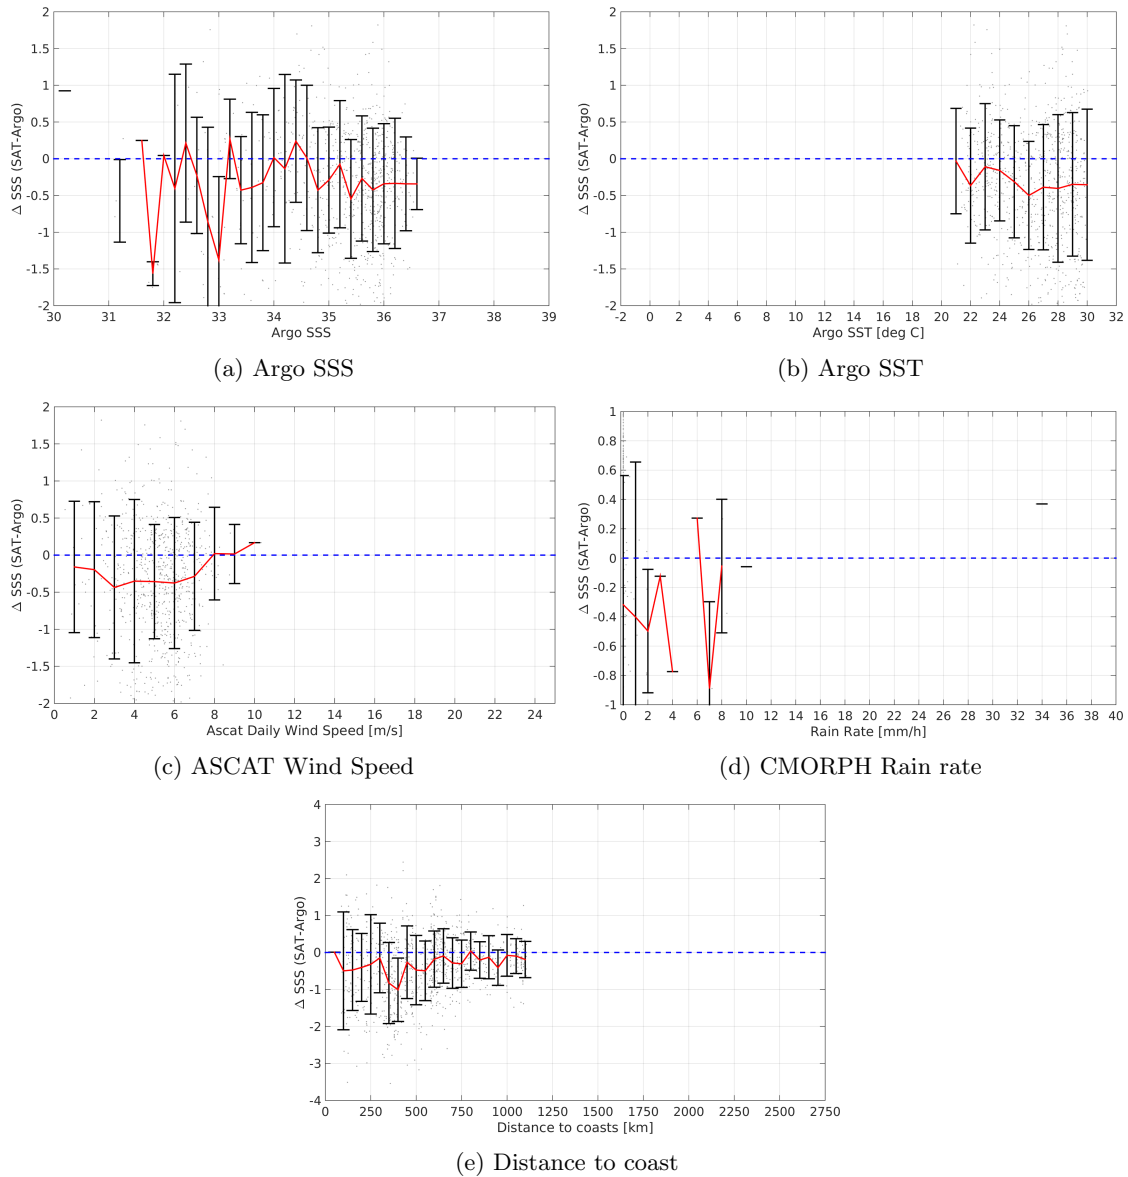 2
1.5
1
0.5
0
-0.5
-1
-1.5
-2
30 31 32 33 34 35 36 37 38 39
Δ SSS (SAT-Argo)
Argo SSS
(a) Argo SSS
2
1.5
1
0.5
0
-0.5
-1
-1.5
-2
-2 0 2 4 6 8 10 12 14 16 18 20 22 24 26 28 30 32
Δ SSS (SAT-Argo)
Argo SST [deg C]
(b) Argo SST
2
1.5
1
0.5
0
-0.5
-1
-1.5
-2
0 2 4 6 8 10 12 14 16 18 20 22 24
Δ SSS (SAT-Argo)
Ascat Daily Wind Speed [m/s]
(c) ASCAT Wind Speed
1
0.8
0.6
0.4
0.2
0
-0.2
-0.4
-0.6
-0.8
-1
0 2 4 6 8 10 12 14 16 18 20 22 24 26 28 30 32 34 36 38 40
Δ SSS (SAT-Argo)
Rain Rate [mm/h]
(d) CMORPH Rain rate
4
3
2
1
0
-1
-2
-3
-4
0 250 500 750 1000 1250 1500 1750 2000 2250 2500 2750
Δ SSS (SAT-Argo)
Distance to coasts [km]
(e) Distance to coast